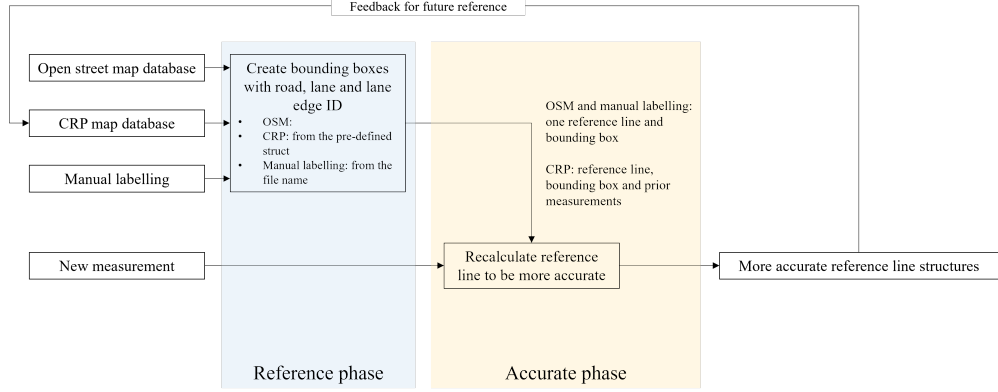 Feedback for future reference
Open street map database
CRP map database
Manual labelling
New measurement
Create bounding boxes
with road, lane and lane
edge ID
• OSM:
• CRP: from the pre-defined
struct
• Manual labelling: from the
file name
OSM and manual labelling:
one reference line and
bounding box
CRP: reference line,
bounding box and prior
measurements
Recalculate reference
line to be more accurate
More accurate reference line structures
Reference phase
Accurate phase